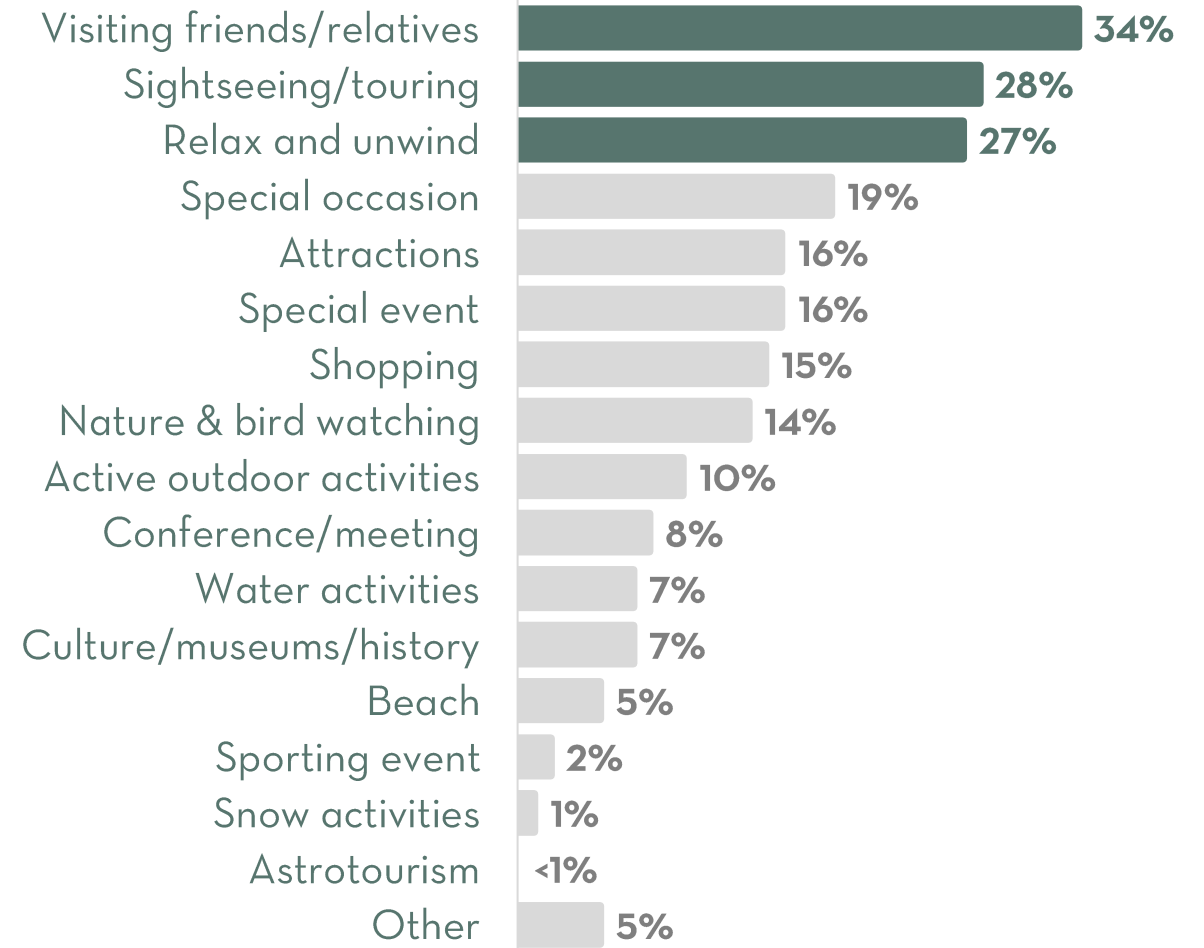 Visiting friends/relatives 34%
Sightseeing/touring 28%
Relax and unwind 27%
Special occasion 19%
Attractions 16%
Special event 16%
Shopping 15%
Nature & bird watching 14%
Active outdoor activities 10%
Conference/meeting 8%
Water activities 7%
Culture/museums/history 7%
Beach 5%
Sporting event 2%
Snow activities 1%
Astrotourism <1%
Other 5%